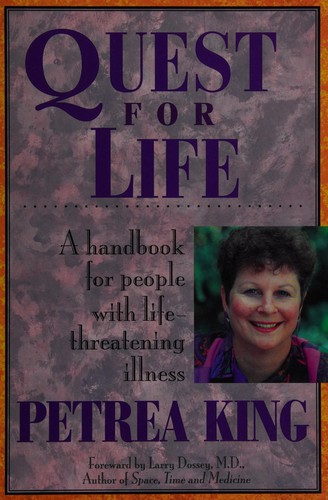 QUEST
FOR
LIFE
A handbook
for people
with life-
threatening
illness
PETREA KING
Foreword by Larry Dossey, M.D.,
Author of Space, Time and Medicine